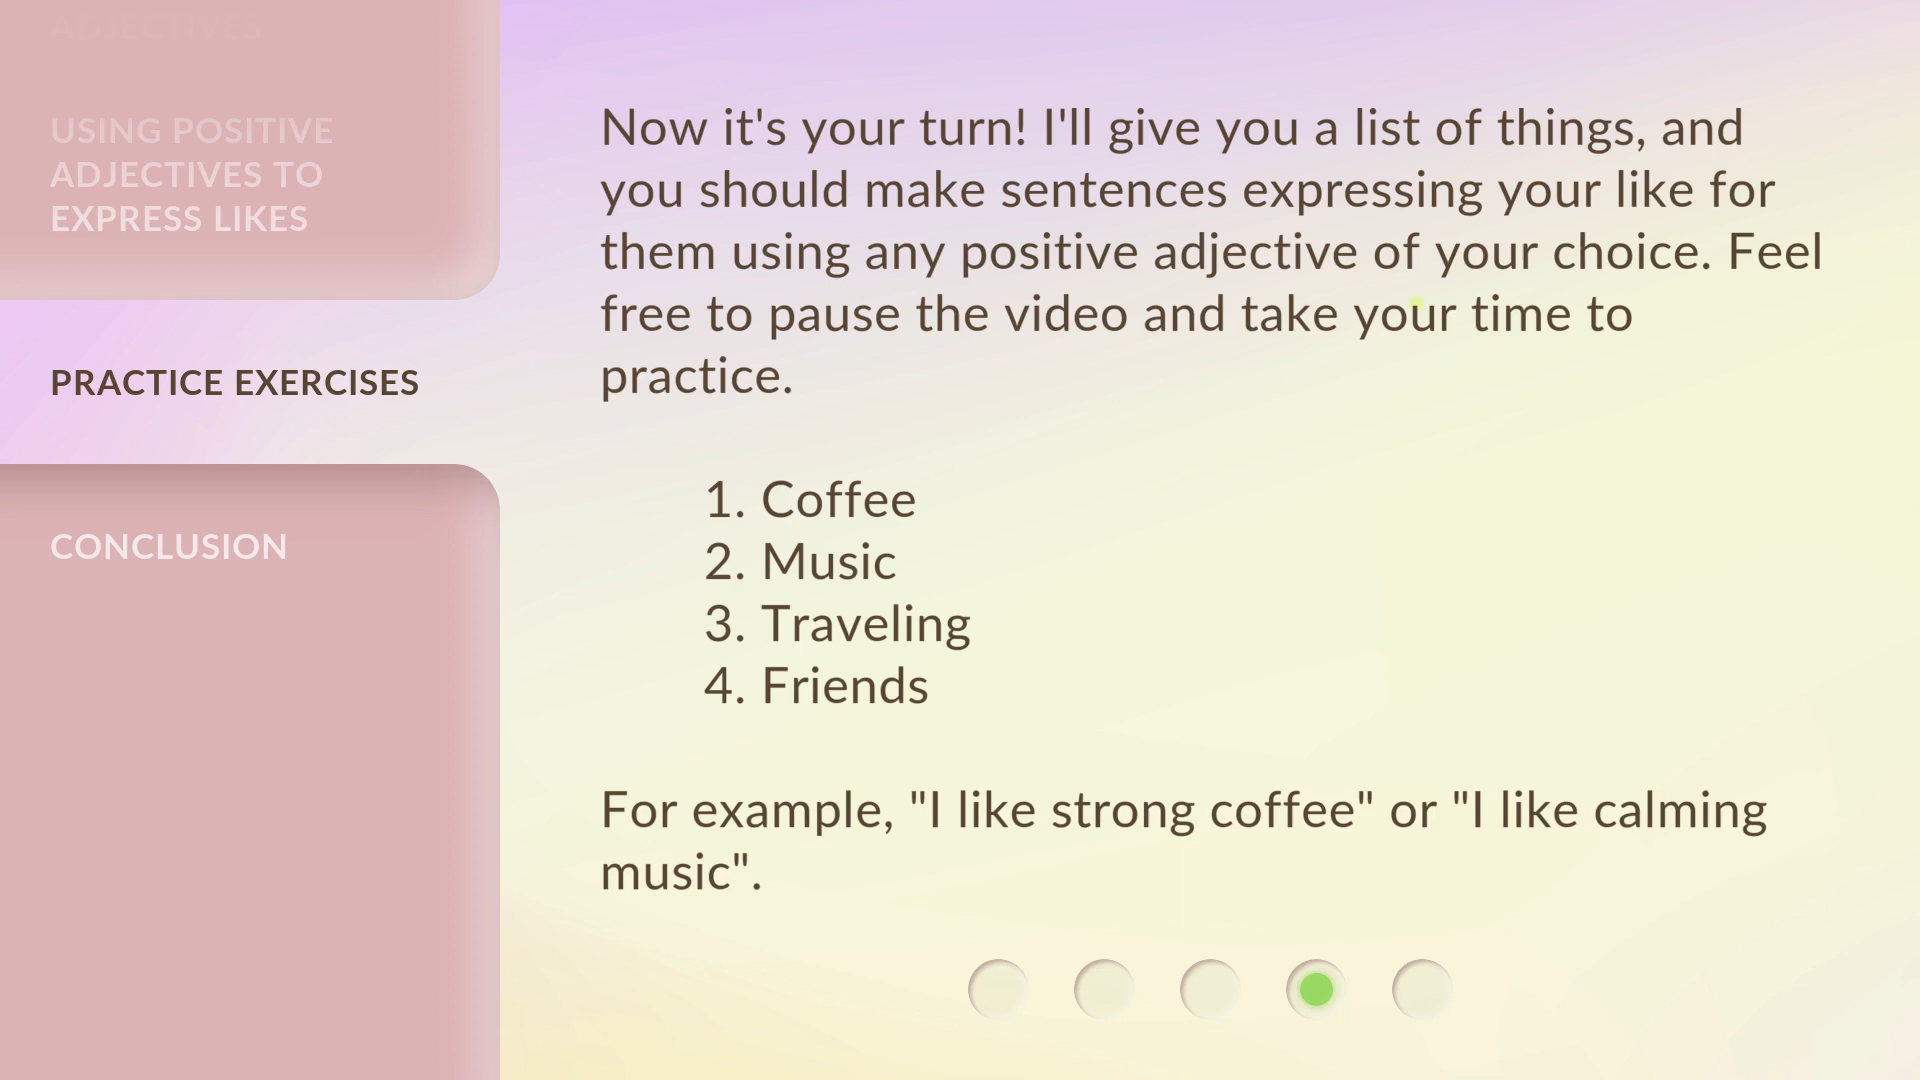 ADJECTIVES
USING POSITIVE
ADJECTIVES TO
EXPRESS LIKES
PRACTICE EXERCISES
CONCLUSION
Now it's your turn! I'll give you a list of things, and
you should make sentences expressing your like for
them using any positive adjective of your choice. Feel
free to pause the video and take your time to
practice.
1. Coffee
2. Music
3. Traveling
4. Friends
For example, "I like strong coffee" or "I like calming
music".